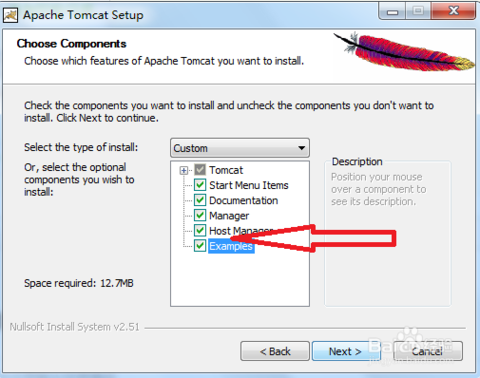 Apache Tomcat Setup
Choose Components
Choose which features of Apache Tomcat you want to install.
Check the components you want to install and uncheck the components you don't want to
install. Click Next to continue.
Select the type of install:
Custom
Or, select the optional
components you wish to
install:
Tomcat
Start Menu Items
Documentation
Manager
Host Manager
Examples
Description
Position your mouse
over a component to
see its description.
Space required: 12.7MB
Nullsoft Install System v2.51
< Back
Next >
Cancel